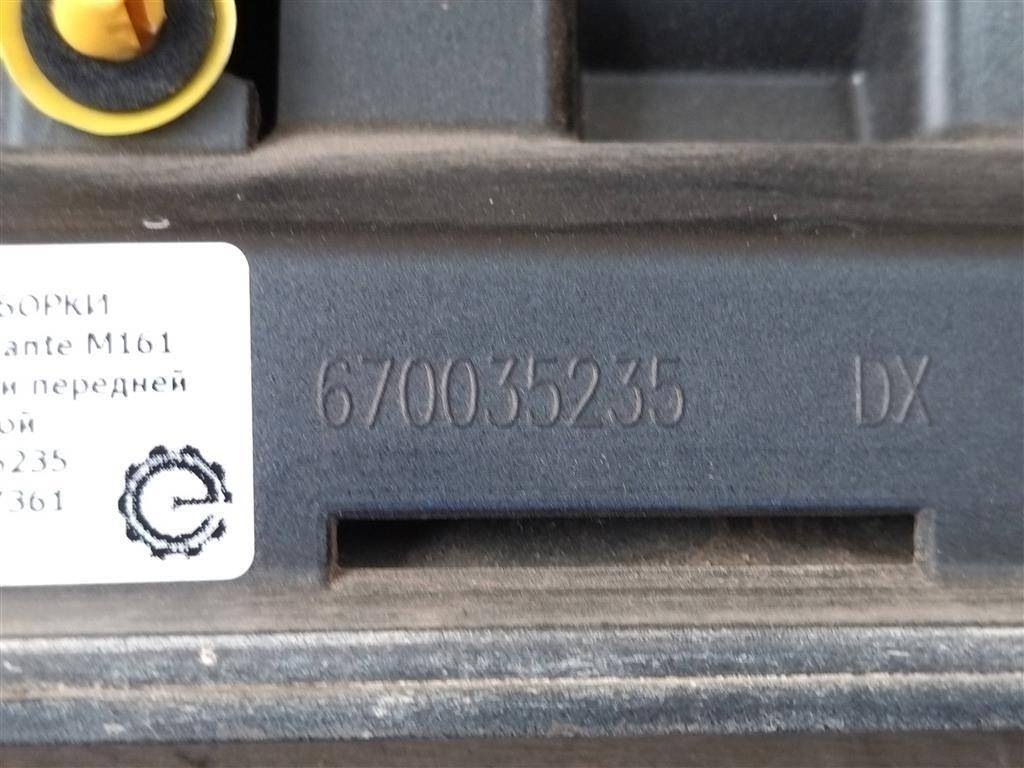 БОРКИ
ante M161
и передней
ой
5235
7361
670035235 DX